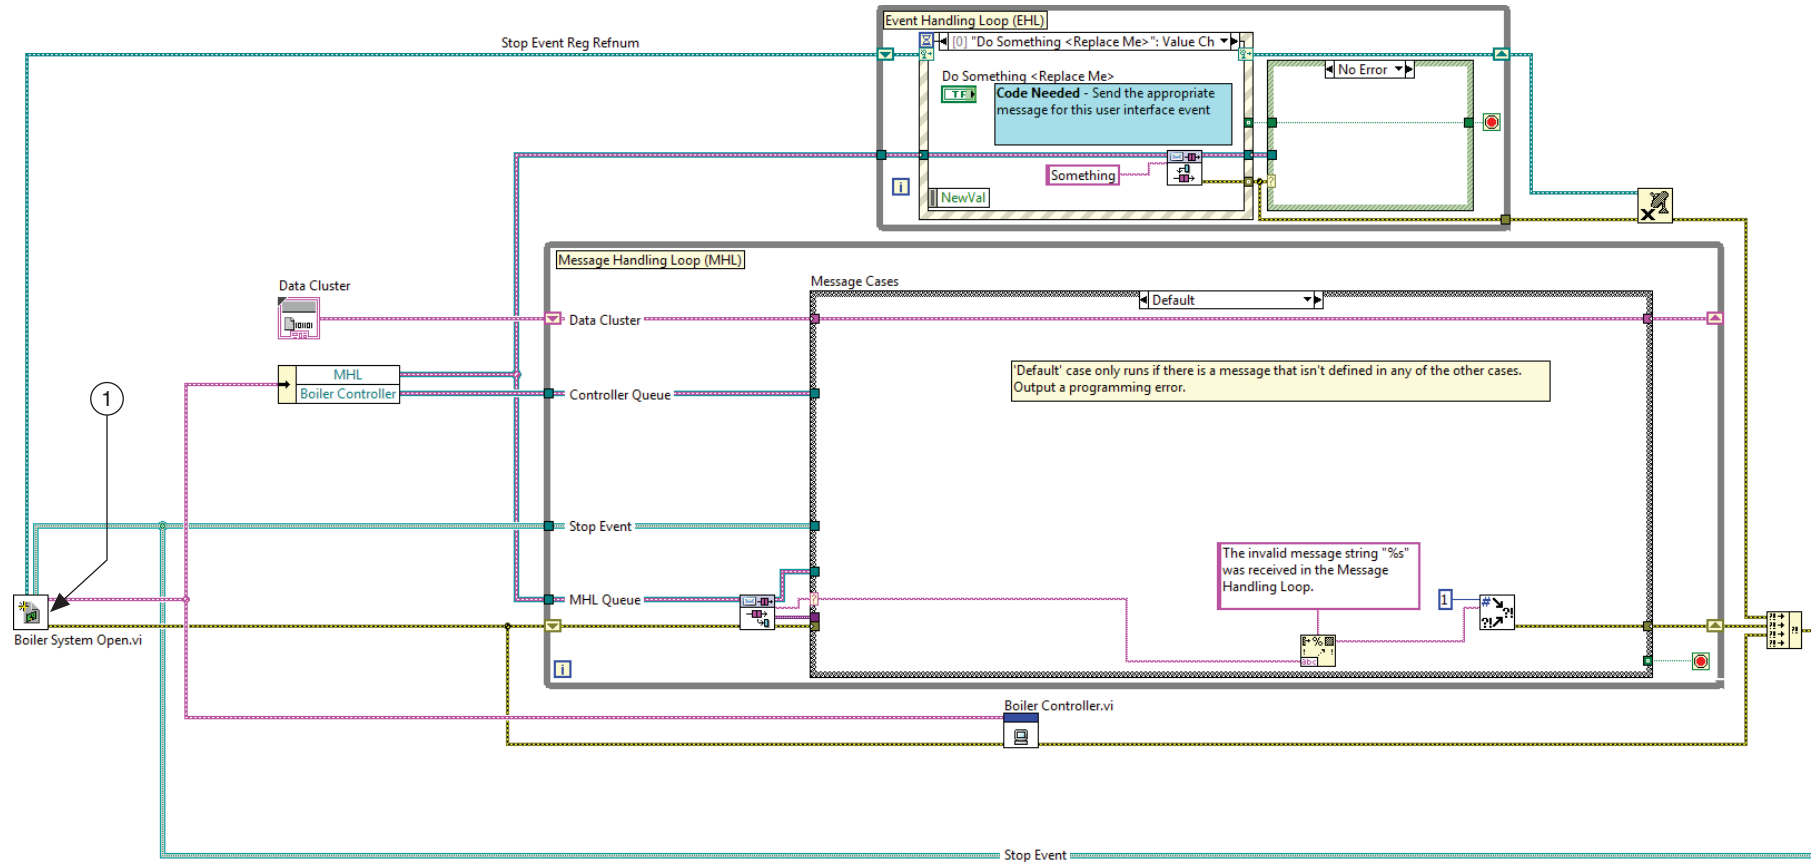 Event Handling Loop (EHL)
Stop Event Reg Refnum
[0] "Do Something <Replace Me>": Value Ch
Do Something <Replace Me>
TF
Code Needed - Send the appropriate
message for this user interface event
No Error
Something
i
NewVal
Message Handling Loop (MHL)
Data Cluster
Message Cases
Default
Data Cluster
MHL
Boiler Controller
'Default' case only runs if there is a message that isn't defined in any of the other cases.
Output a programming error.
1
Controller Queue
Stop Event
The invalid message string "%s"
was received in the Message
Handling Loop.
MHL Queue
1
Boiler System Open.vi
i
Boiler Controller.vi
Stop Event